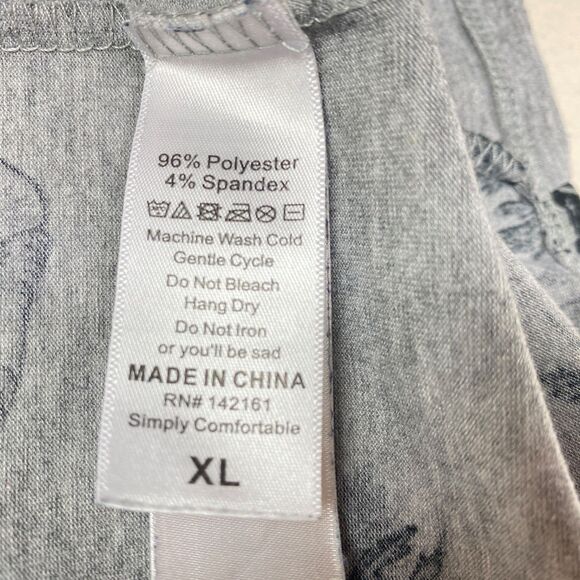 96% Polyester
4% Spandex
Machine Wash Cold
Gentle Cycle
Do Not Bleach
Hang Dry
Do Not Iron
or you'll be sad
MADE IN CHINA
RN# 142161
Simply Comfortable
XL